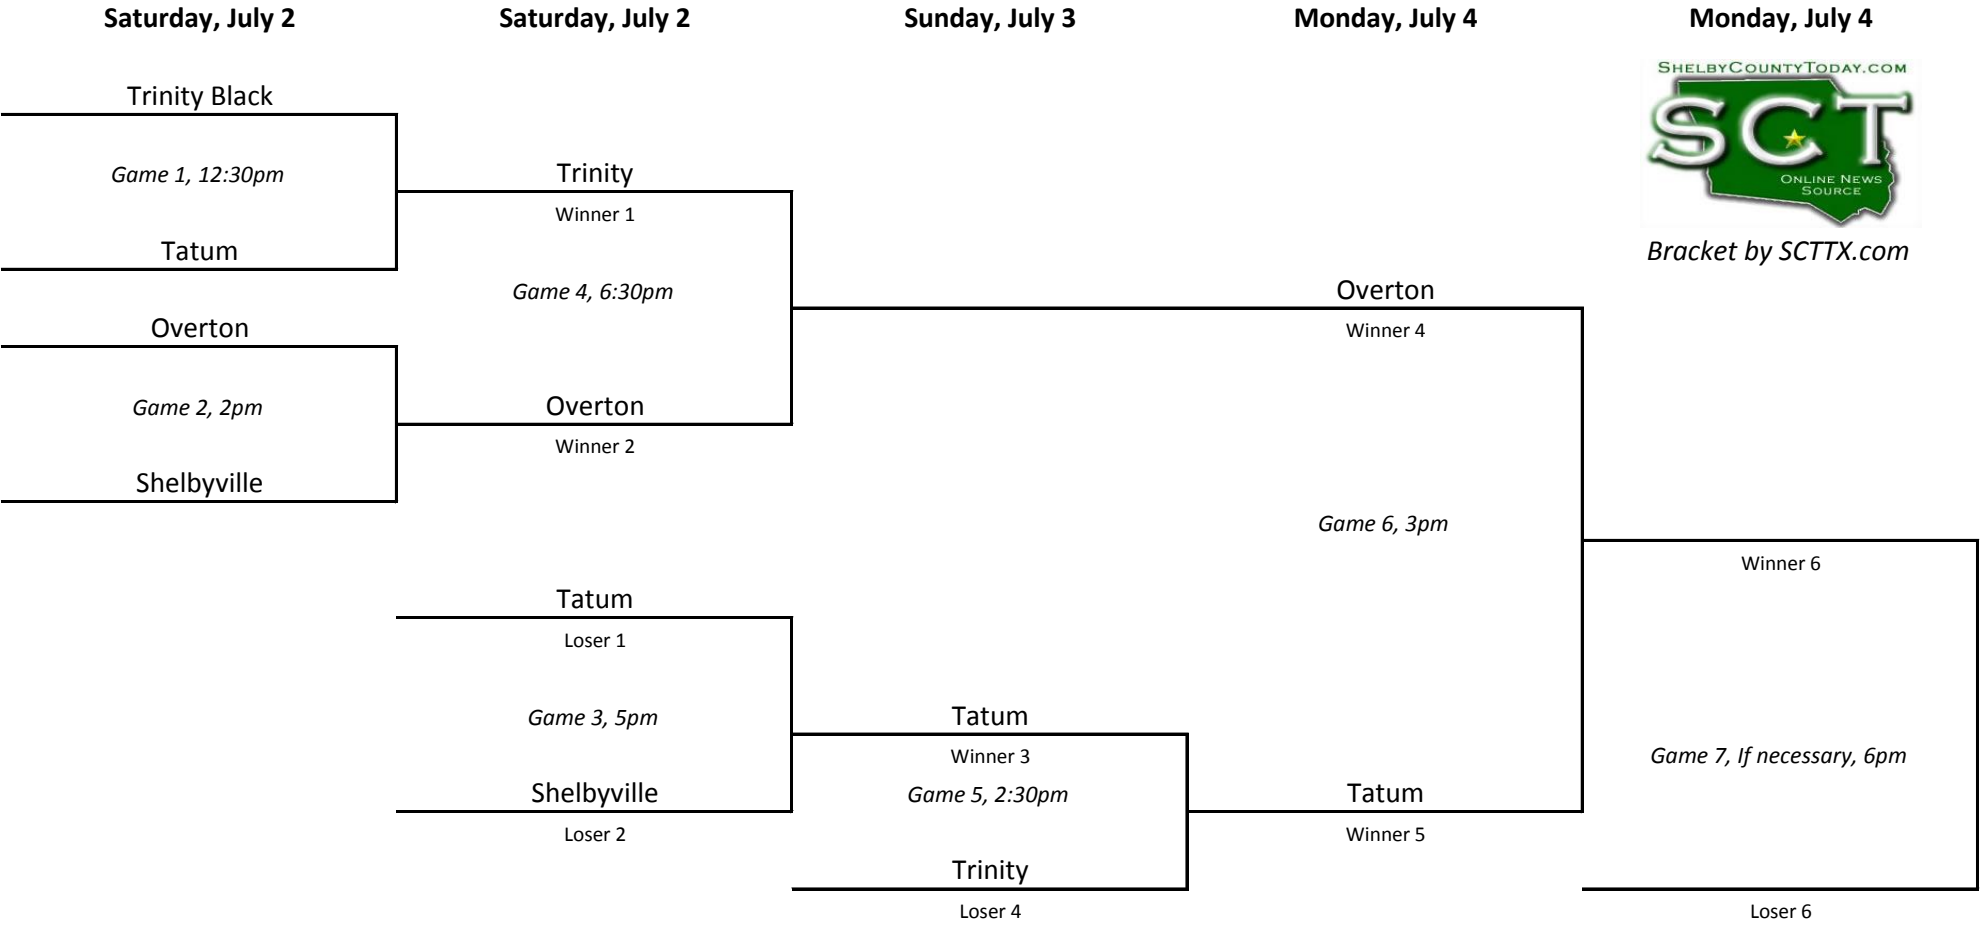 Saturday, July 2
Saturday, July 2
Sunday, July 3
Monday, July 4
Monday, July 4
SHELBYCOUNTYTODAY.COM
SCT
ONLINE NEWS
SOURCE
Bracket by SCTTX.com
Trinity Black
Game 1, 12:30pm
Tatum
Overton
Game 2, 2pm
Shelbyville
Trinity
Winner 1
Game 4, 6:30pm
Overton
Winner 2
Tatum
Loser 1
Game 3, 5pm
Shelbyville
Loser 2
Tatum
Winner 3
Game 5, 2:30pm
Trinity
Loser 4
Overton
Winner 4
Game 6, 3pm
Tatum
Winner 5
Winner 6
Game 7, If necessary, 6pm
Loser 6